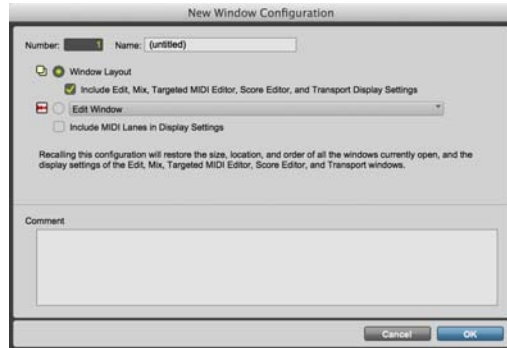 New Window Configuration
Number: 1 Name: (untitled)
Window Layout
Include Edit, Mix, Targeted MIDI Editor, Score Editor, and Transport Display Settings
Edit Window
Include MIDI Lanes in Display Settings
Recalling this configuration will restore the size, location, and order of all the windows currently open, and the
display settings of the Edit, Mix, Targeted MIDI Editor, Score Editor, and Transport windows.
Comment
Cancel OK